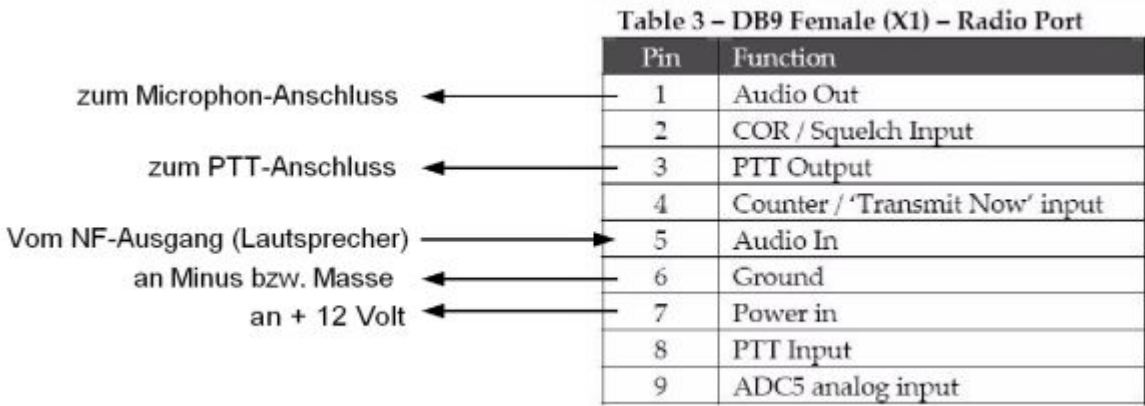 Table 3 – DB9 Female (X1) – Radio Port
Pin Function
zum Microphon-Anschluss 1 Audio Out
2 COR / Squelch Input
zum PTT-Anschluss 3 PTT Output
4 Counter / ‘Transmit Now’ input
Vom NF-Ausgang (Lautsprecher) 5 Audio In
an Minus bzw. Masse 6 Ground
an + 12 Volt 7 Power in
8 PTT Input
9 ADC5 analog input